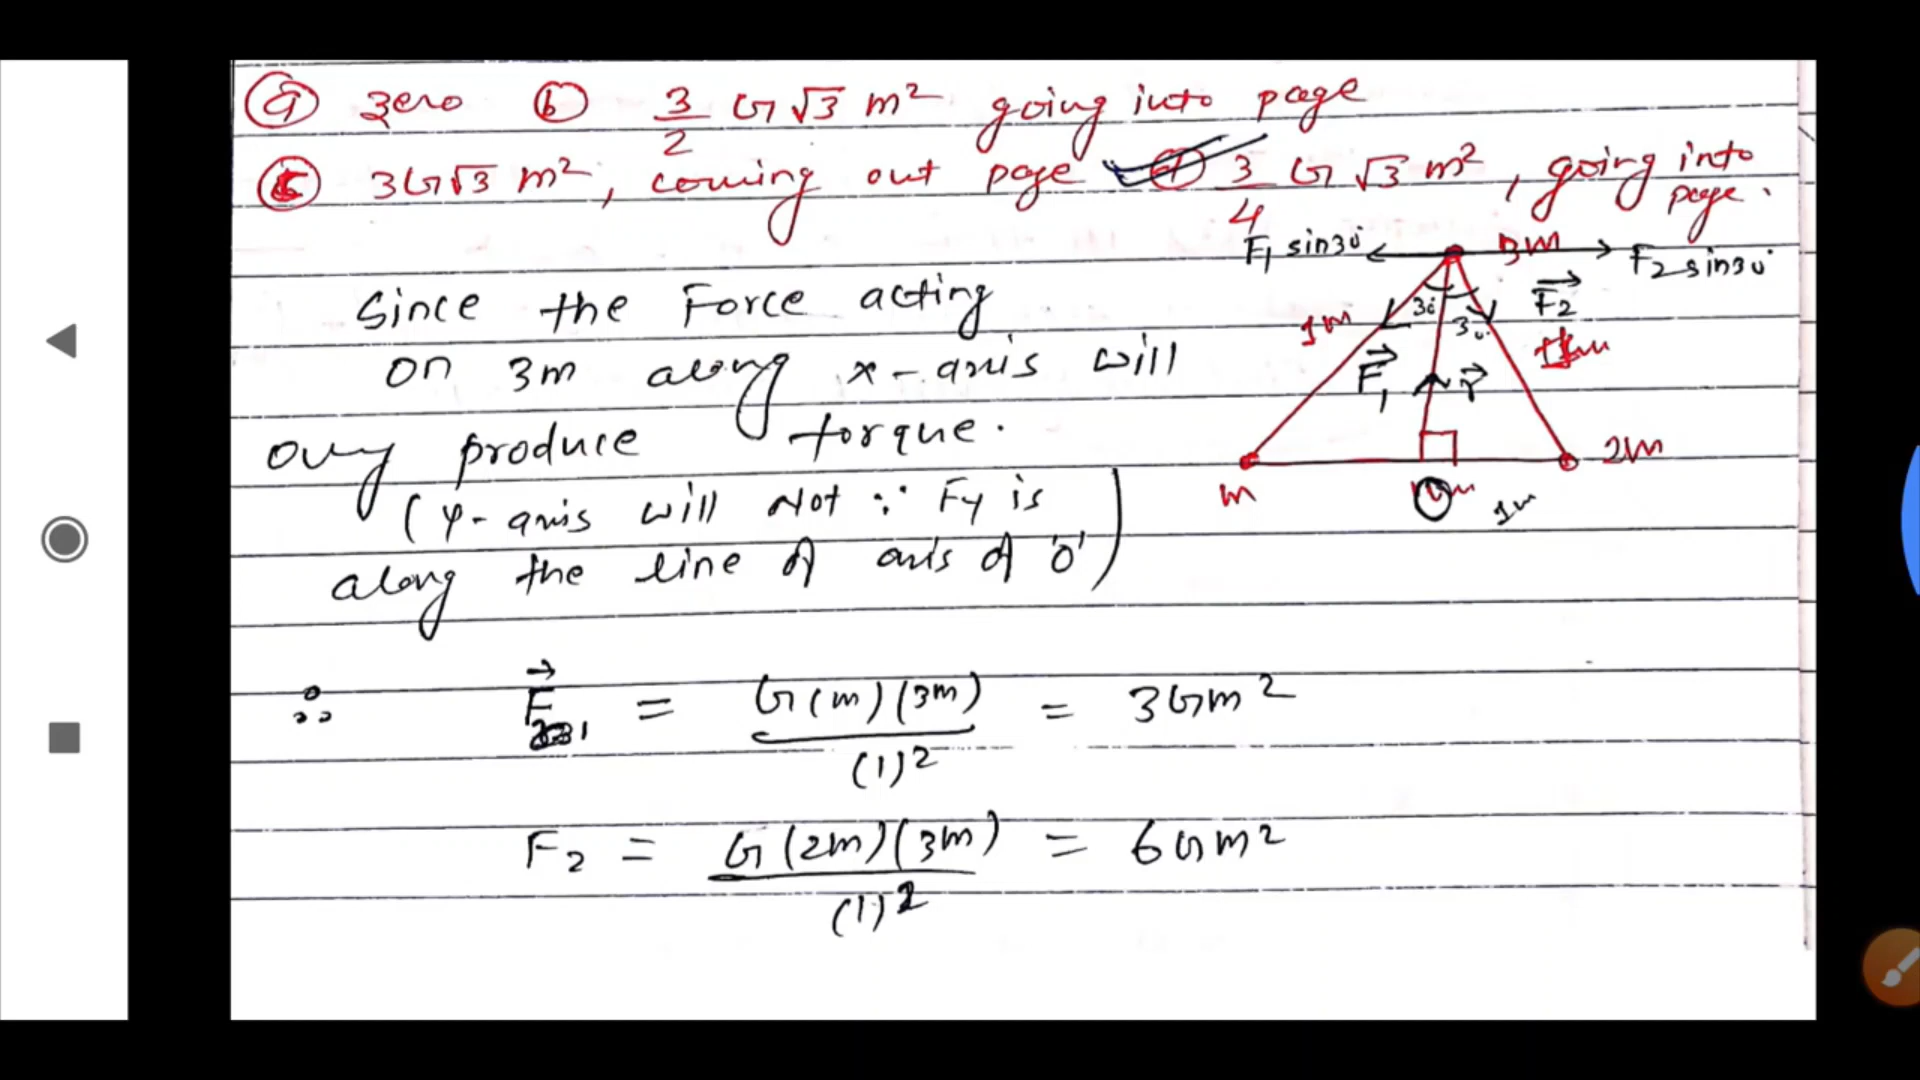 (a) zero (b) 3/2 G √3 m² going into page
(c) 3G√3 m², coming out page (d) 3/4 G √3 m², going into page.
F₁ sin30° 3m F₂ sin30°
Since the Force acting
30° 30° F₂
1m
on 3m along x-axis will
F₁ r
only produce torque.
2m
(y-axis will Not ∵ Fy is
m O 1m
along the line of axis of 'O')
∴ F = G(m)(3m)/(1)² = 3Gm²
F₂ = G(2m)(3m)/(1)² = 6Gm²